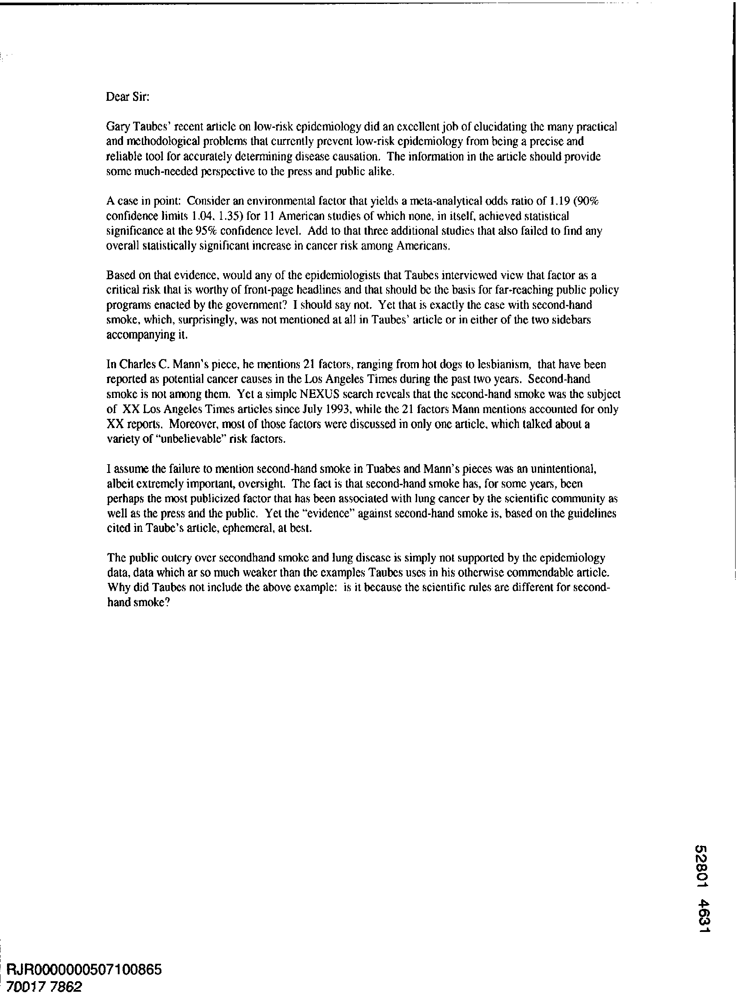 Dear Sir:
Gary Taubes' recent article on low-risk epidemiology did an excellent job of elucidating the many practical
and methodological problems that currently prevent low-risk epidemiology from being a precise and
reliable tool for accurately determining disease causation. The information in the article should provide
some much-needed perspective to the press and public alike.
A case in point: Consider an environmental factor that yields a meta-analytical odds ratio of 1.19 (90%
confidence limits 1.04, 1.35) for 11 American studies of which none, in itself, achieved statistical
significance at the 95% confidence level. Add to that three additional studies that also failed to find any
overall statistically significant increase in cancer risk among Americans.
Based on that evidence, would any of the epidemiologists that Taubes interviewed view that factor as a
critical risk that is worthy of front-page headlines and that should be the basis for far-reaching public policy
programs enacted by the government? I should say not. Yet that is exactly the case with second-hand
smoke, which, surprisingly, was not mentioned at all in Taubes' article or in either of the two sidebars
accompanying it.
In Charles C. Mann's piece, he mentions 21 factors, ranging from hot dogs to lesbianism, that have been
reported as potential cancer causes in the Los Angeles Times during the past two years. Second-hand
smoke is not among them. Yet a simple NEXUS search reveals that the second-hand smoke was the subject
of XX Los Angeles Times articles since July 1993, while the 21 factors Mann mentions accounted for only
XX reports. Moreover, most of those factors were discussed in only one article, which talked about a
variety of "unbelievable" risk factors.
I assume the failure to mention second-hand smoke in Tuabes and Mann's pieces was an unintentional,
albeit extremely important, oversight. The fact is that second-hand smoke has, for some years, been
perhaps the most publicized factor that has been associated with lung cancer by the scientific community as
well as the press and the public. Yet the "evidence" against second-hand smoke is, based on the guidelines
cited in Taube's article, ephemeral, at best.
The public outcry over secondhand smoke and lung disease is simply not supported by the epidemiology
data, data which ar so much weaker than the examples Taubes uses in his otherwise commendable article.
Why did Taubes not include the above example: is it because the scientific rules are different for second-
hand smoke?
52801 4631
RJR0000000507100865
70017 7862